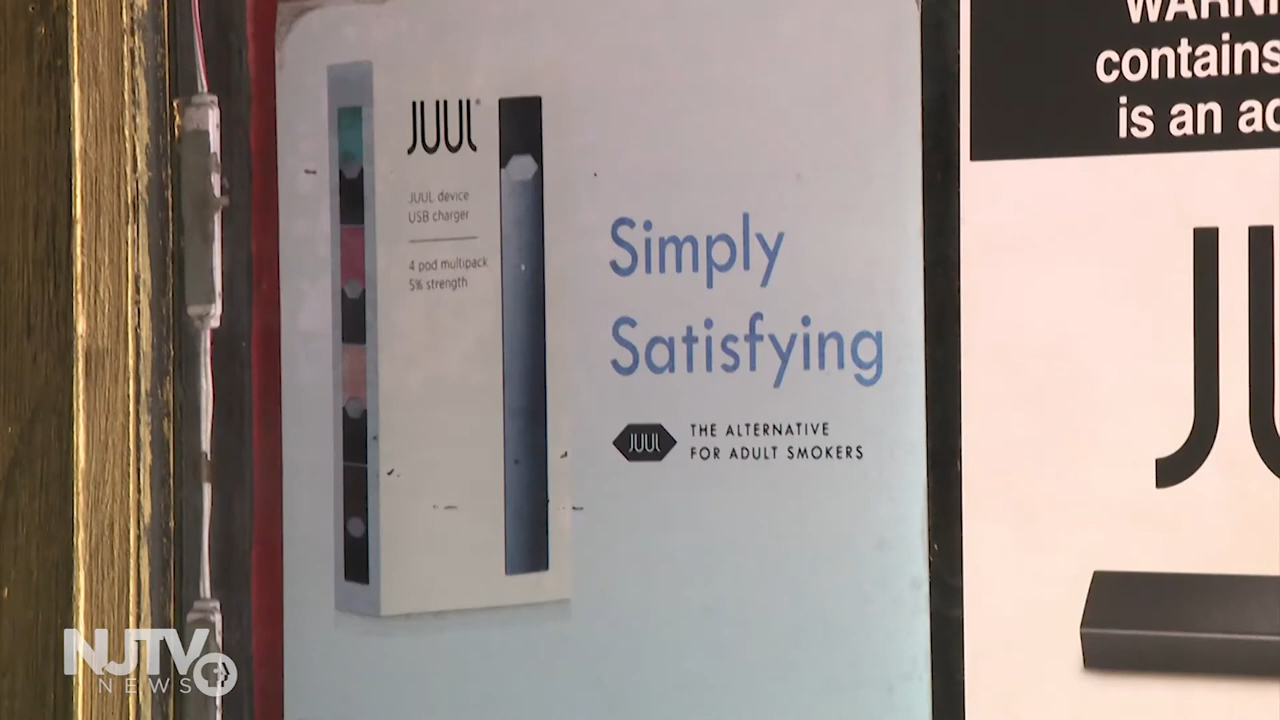 JUUL
JUUL device
USB charger
4 pod multipack
5% strength
Simply
Satisfying
JUUL
THE ALTERNATIVE
FOR ADULT SMOKERS
contains
is an
NJTV
NEWS